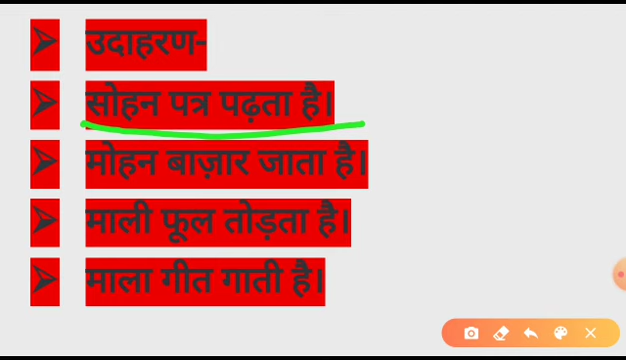 ➢ उदाहरण-
➢ सोहन पत्र पढ़ता है।
➢ मोहन बाज़ार जाता है।
➢ माली फूल तोड़ता है।
➢ माला गीत गाती है।